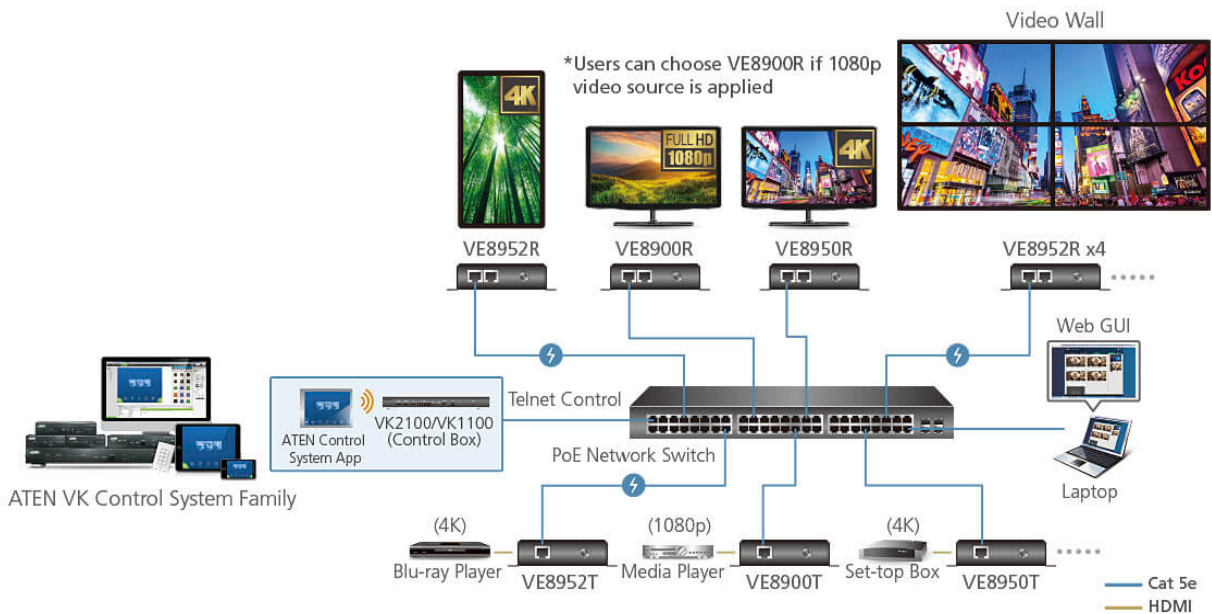 Video Wall
*Users can choose VE8900R if 1080p
video source is applied
4K
FULL HD
1080p
4K
VE8952R
VE8900R
VE8950R
VE8952R x4
Web GUI
Telnet Control
ATEN Control
System App
VK2100/VK1100
(Control Box)
PoE Network Switch
Laptop
ATEN VK Control System Family
(4K)
Blu-ray Player
VE8952T
(1080p)
Media Player
VE8900T
(4K)
Set-top Box
VE8950T
Cat 5e
HDMI